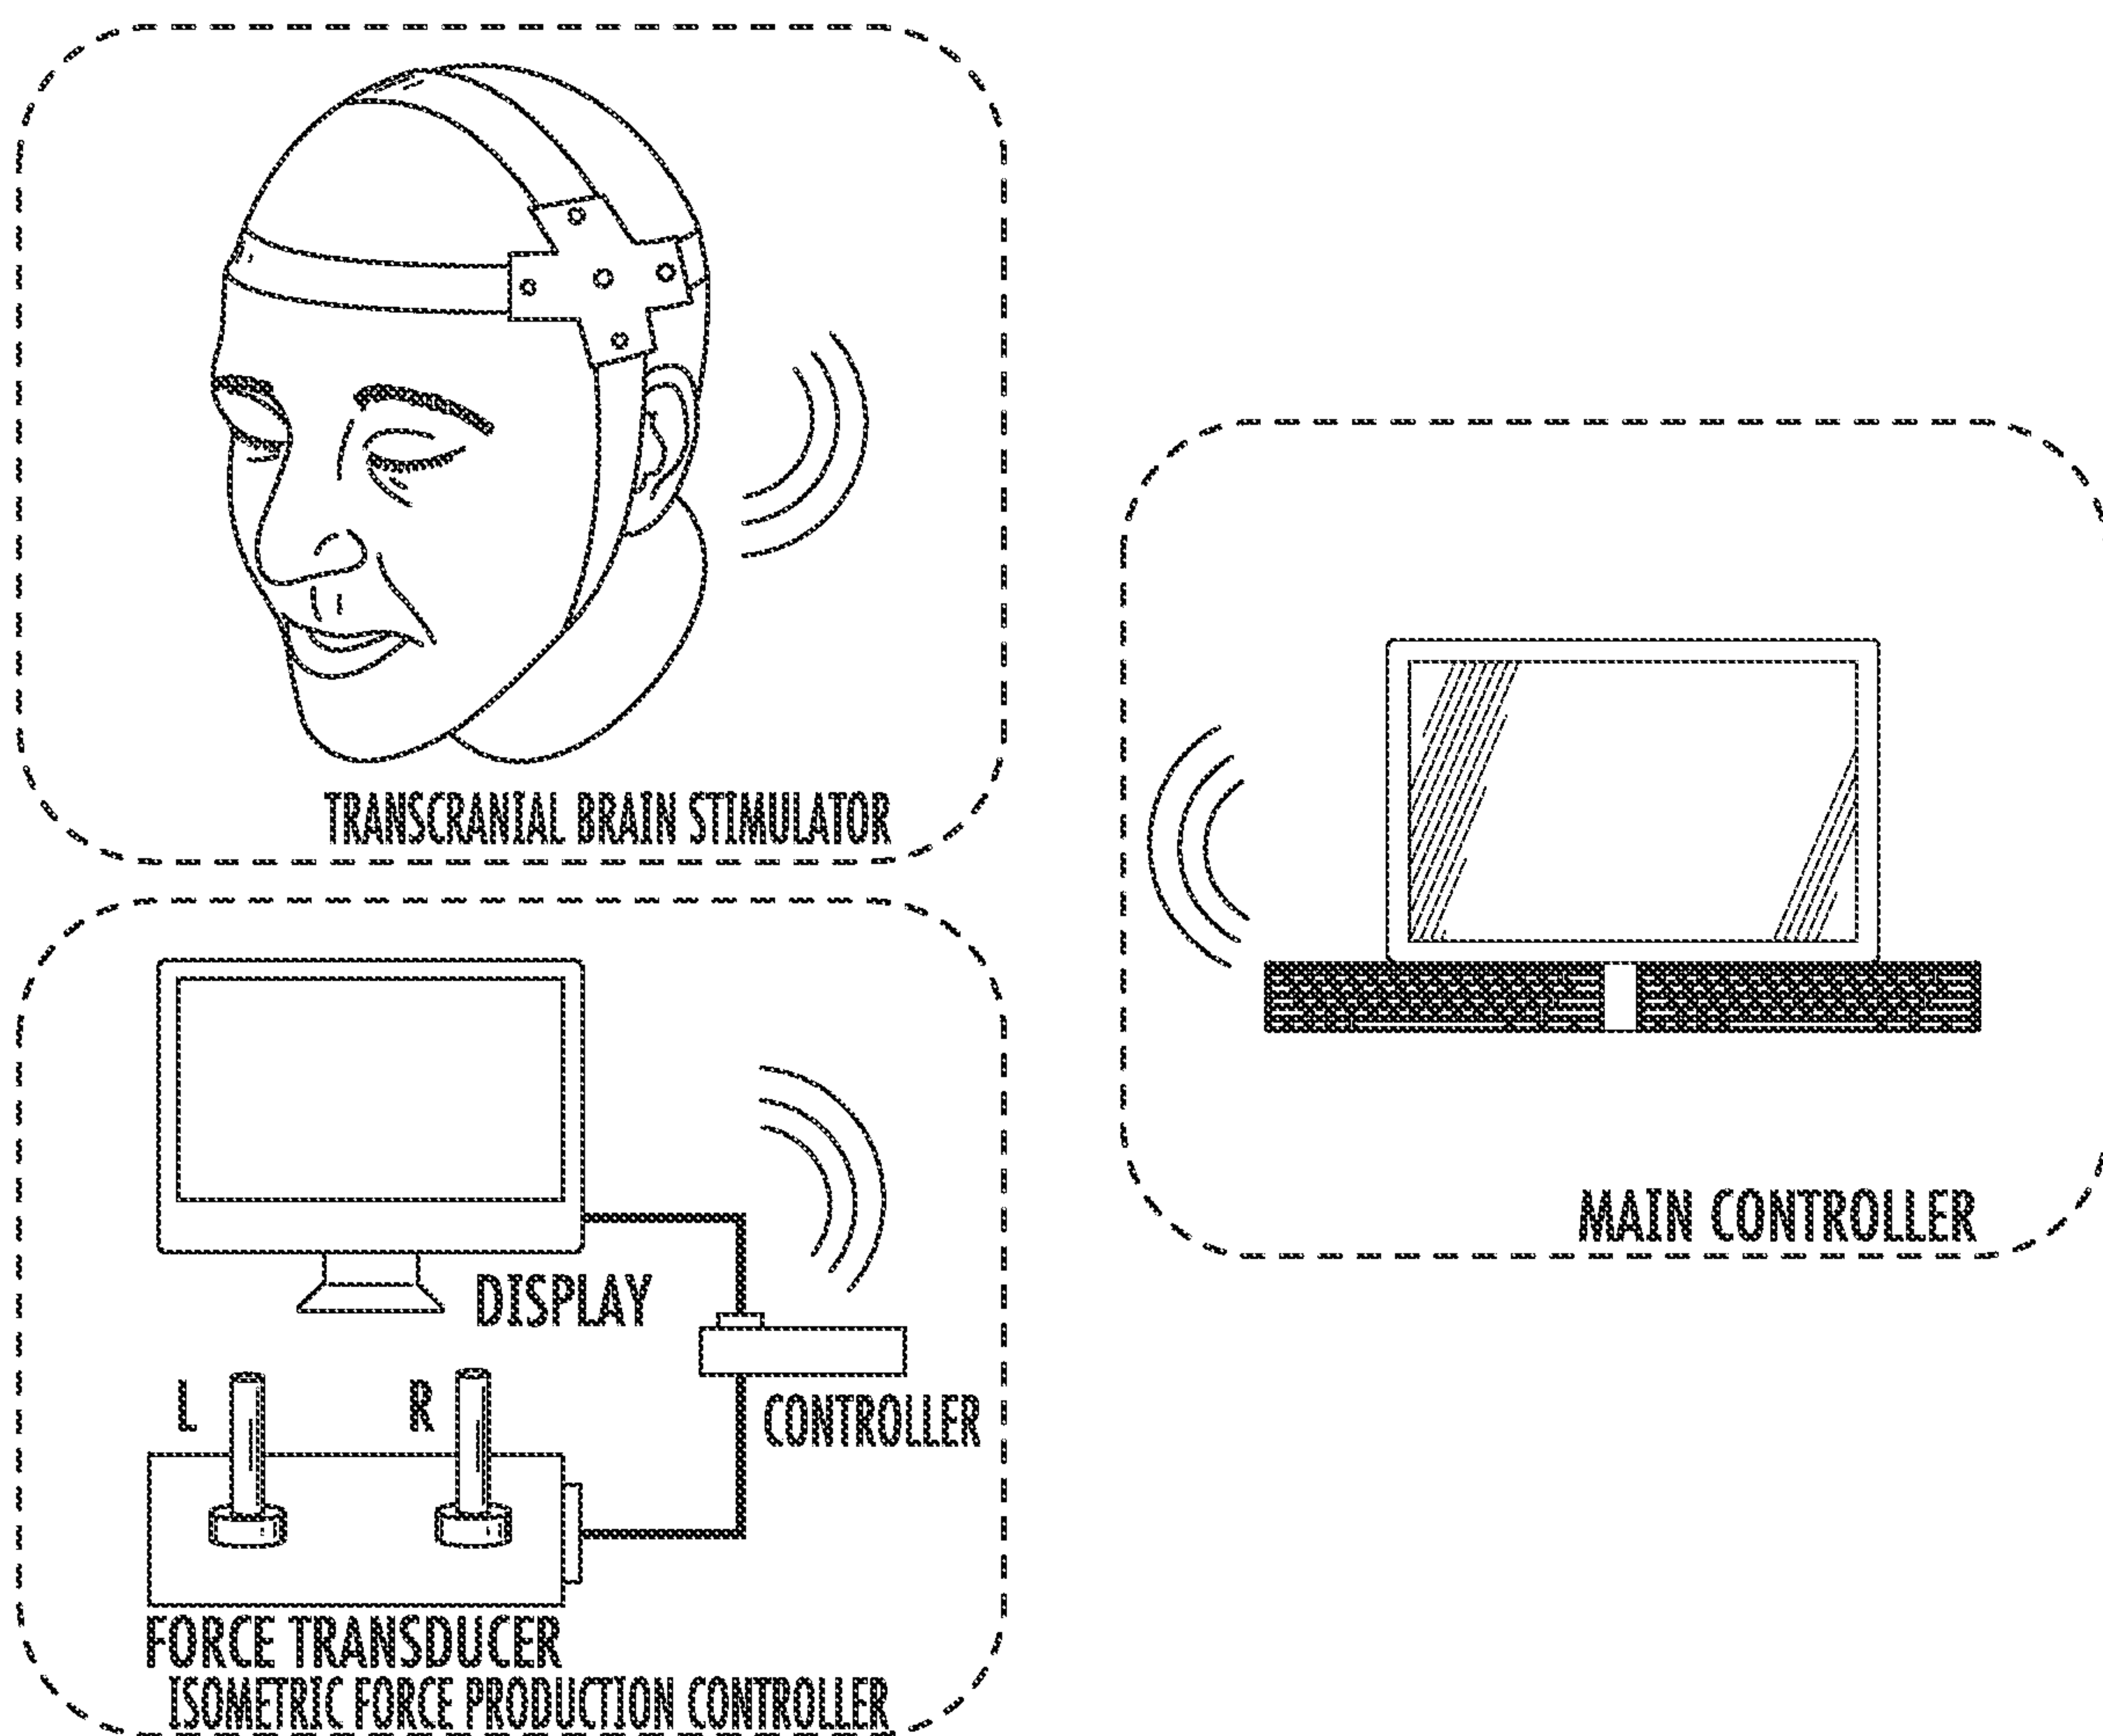 TRANSCRANIAL BRAIN STIMULATOR
DISPLAY
L
R
CONTROLLER
FORCE TRANSDUCER
ISOMETRIC FORCE PRODUCTION CONTROLLER
MAIN CONTROLLER